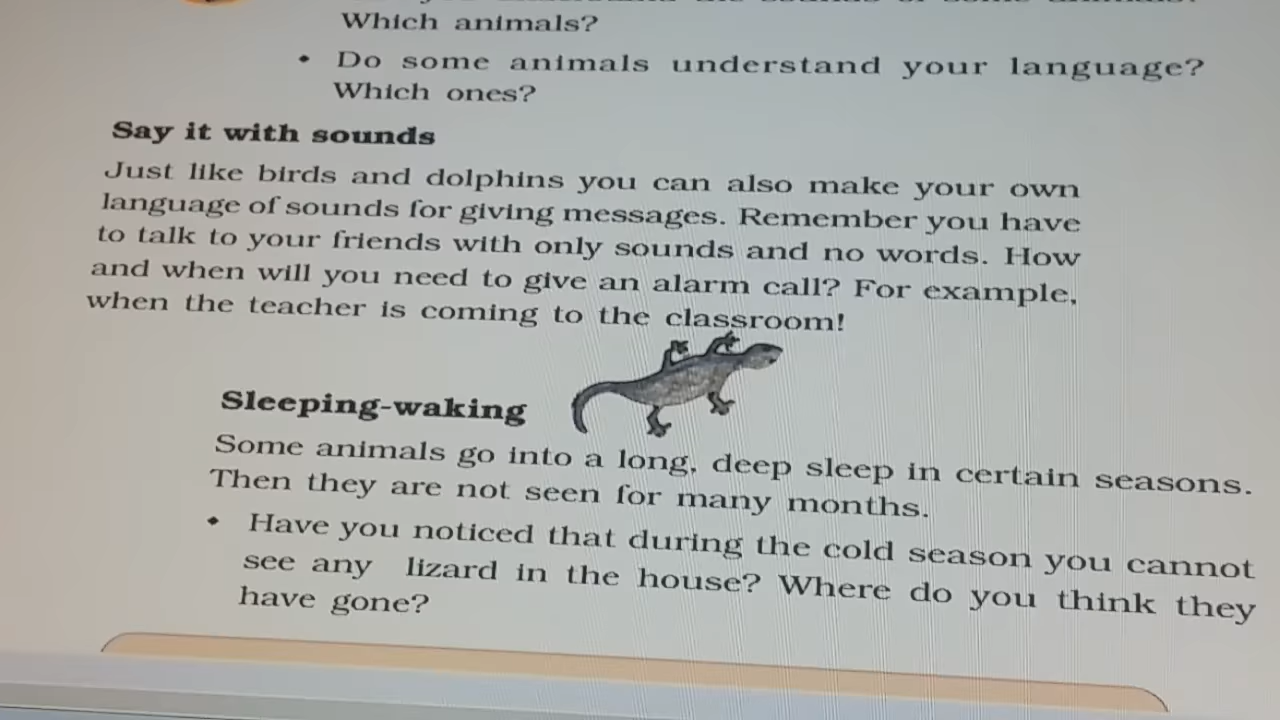 Which animals?
• Do some animals understand your language?
Which ones?
Say it with sounds
Just like birds and dolphins you can also make your own
language of sounds for giving messages. Remember you have
to talk to your friends with only sounds and no words. How
and when will you need to give an alarm call? For example,
when the teacher is coming to the classroom!
Sleeping-waking
Some animals go into a long, deep sleep in certain seasons.
Then they are not seen for many months.
• Have you noticed that during the cold season you cannot
see any lizard in the house? Where do you think they
have gone?